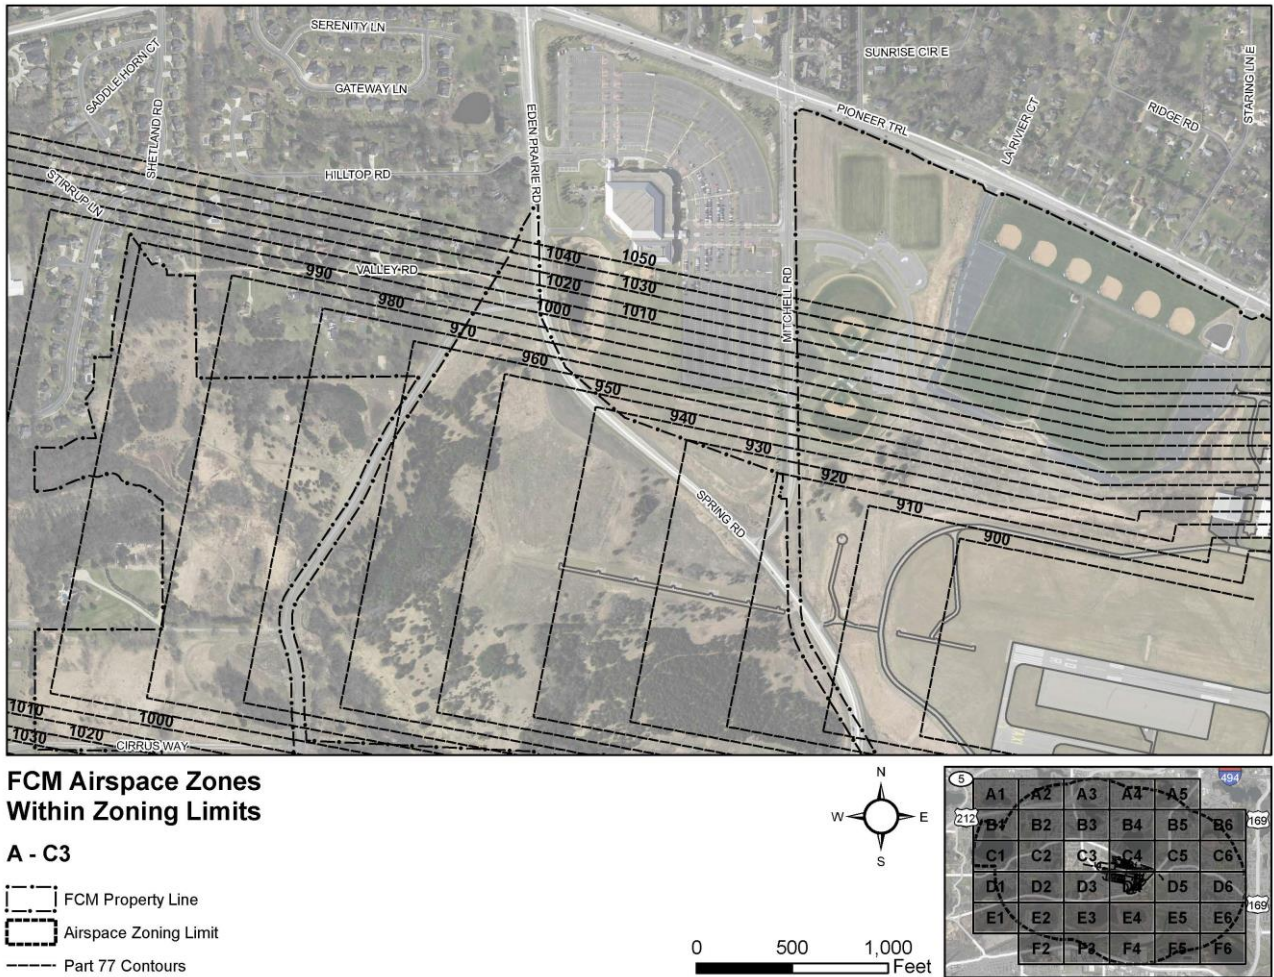 SERENITY LN
SADDLE HORN CT
GATEWAY LN
SHETLAND RD
HILLTOP RD
STIRRUP LN
EDEN PRAIRIE RD
SUNRISE CIR E
PIONEER TRL
LA RIVIER CT
RIDGE RD
STARING LN E
VALLEY RD
MITCHELL RD
1040
1050
1020
1030
1000
1010
990
980
970
960
950
940
930
920
910
900
SPRING RD
1010
1000
1020
1030
CIRRUS WAY
FCM Airspace Zones
Within Zoning Limits
A - C3
FCM Property Line
Airspace Zoning Limit
Part 77 Contours
N
W E
S
0 500 1,000
Feet
5
494
212
169
169
A1 A2 A3 A4 A5
B1 B2 B3 B4 B5 B6
C1 C2 C3 C4 C5 C6
D1 D2 D3 D5 D6
E1 E2 E3 E4 E5 E6
F2 F3 F4 F5 F6